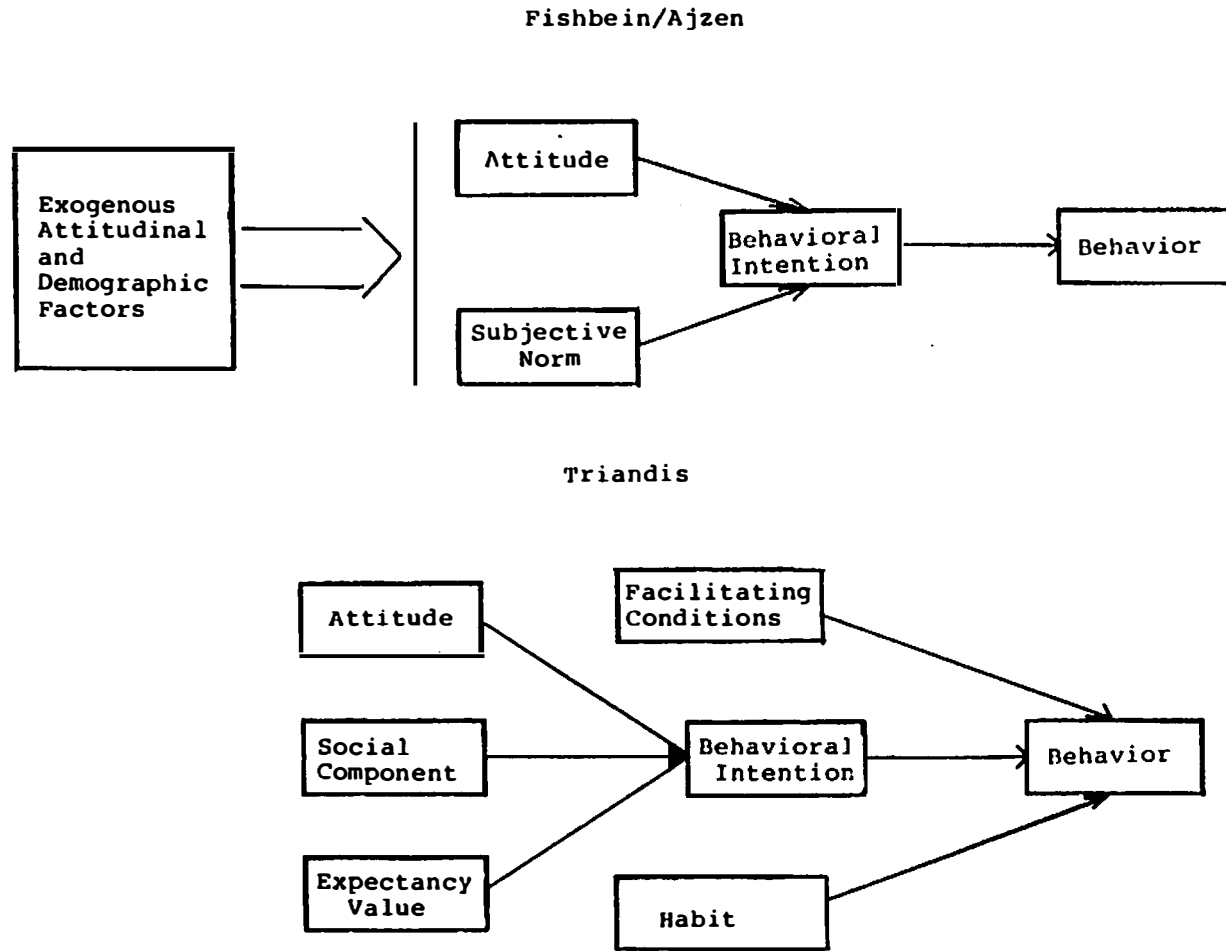 Fishbein/Ajzen
Exogenous
Attitudinal
and
Demographic
Factors
Attitude
Subjective
Norm
Behavioral
Intention
Behavior
Triandis
Attitude
Social
Component
Expectancy
Value
Facilitating
Conditions
Behavioral
Intention
Habit
Behavior